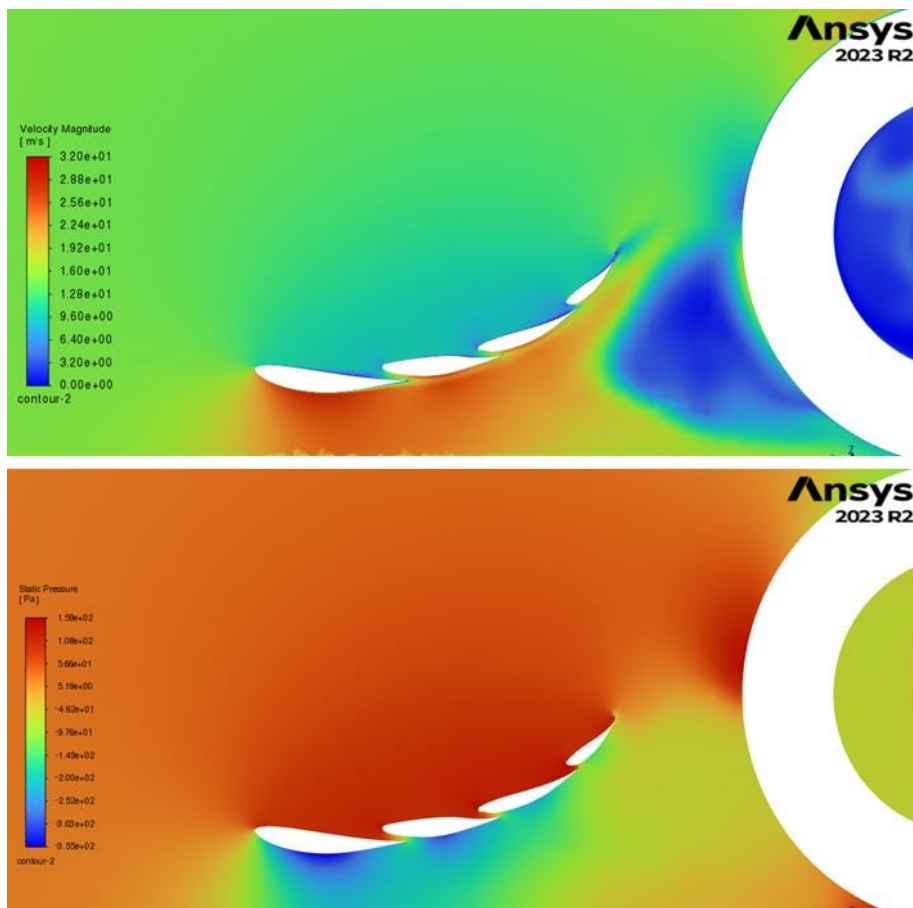 Ansys
2023 R2
Velocity Magnitude
[ m/s ]
3.20e+01
2.88e+01
2.56e+01
2.24e+01
1.92e+01
1.60e+01
1.28e+01
9.60e+00
6.40e+00
3.20e+00
0.00e+00
contour-2
Ansys
2023 R2
Static Pressure
[ Pa ]
1.59e+02
1.08e+02
5.66e+01
5.19e+00
-4.62e+01
-9.76e+01
-1.49e+02
-2.00e+02
-2.52e+02
-3.03e+02
-3.55e+02
contour-2